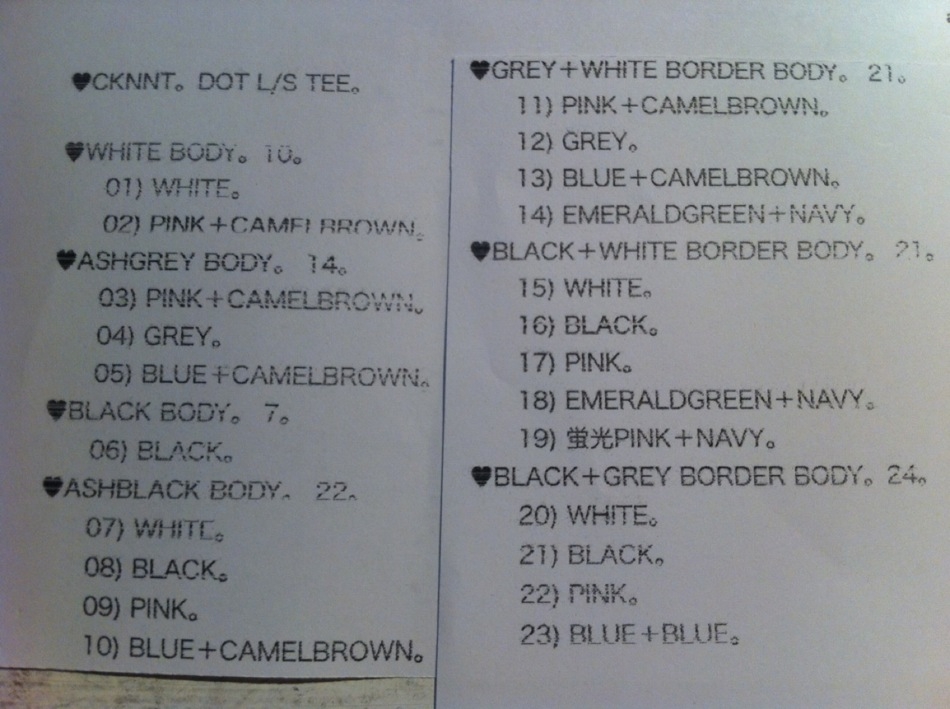 ♥CKNNT。 DOT L/S TEE。
♥WHITE BODY。 10。
01) WHITE。
02) PINK+CAMELBROWN。
♥ASHGREY BODY。 14。
03) PINK+CAMELBROWN。
04) GREY。
05) BLUE+CAMELBROWN。
♥BLACK BODY。 7。
06) BLACK。
♥ASHBLACK BODY。 22。
07) WHITE。
08) BLACK。
09) PINK。
10) BLUE+CAMELBROWN。
♥GREY+WHITE BORDER BODY。 21。
11) PINK+CAMELBROWN。
12) GREY。
13) BLUE+CAMELBROWN。
14) EMERALDGREEN+NAVY。
♥BLACK+WHITE BORDER BODY。 21。
15) WHITE。
16) BLACK。
17) PINK。
18) EMERALDGREEN+NAVY。
19) 蛍光PINK+NAVY。
♥BLACK+GREY BORDER BODY。 24。
20) WHITE。
21) BLACK。
22) PINK。
23) BLUE+BLUE。